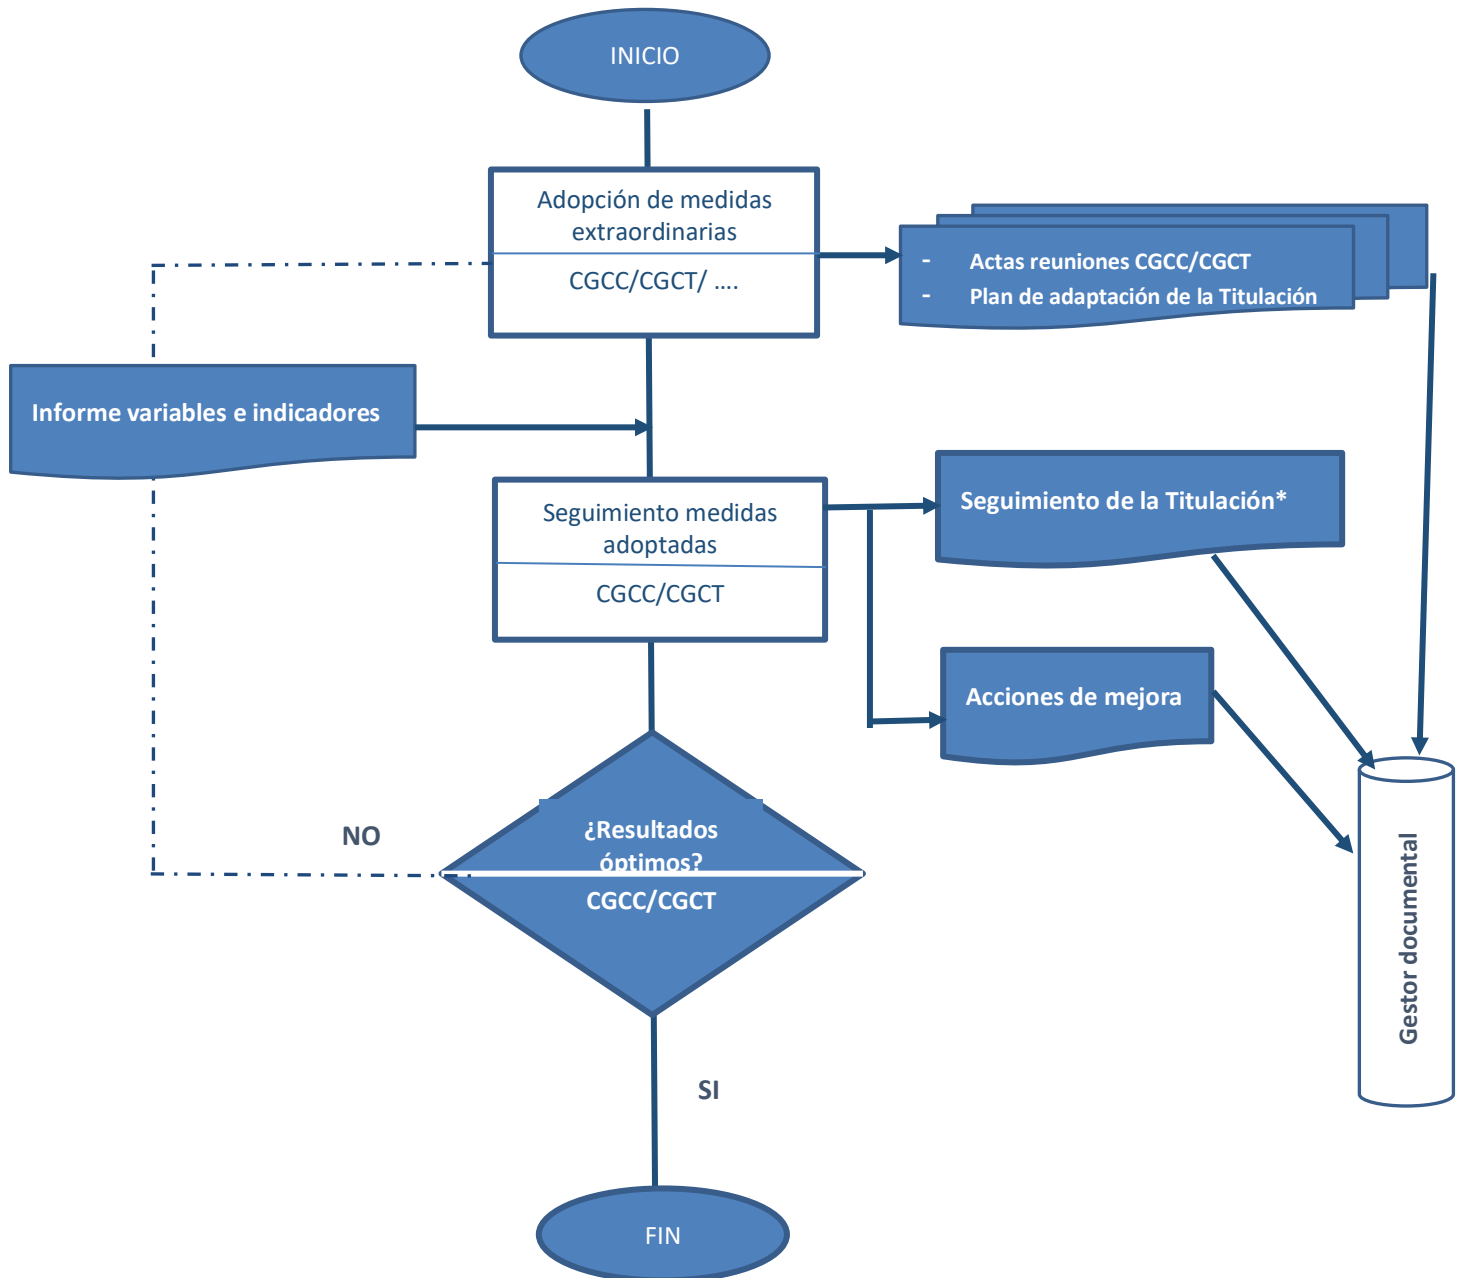 INICIO
Adopción de medidas
extraordinarias
CGCC/CGCT/ ....
- Actas reuniones CGCC/CGCT
- Plan de adaptación de la Titulación
Informe variables e indicadores
Seguimiento medidas
adoptadas
CGCC/CGCT
Seguimiento de la Titulación*
Acciones de mejora
NO
¿Resultados
óptimos?
CGCC/CGCT
Gestor documental
SI
FIN